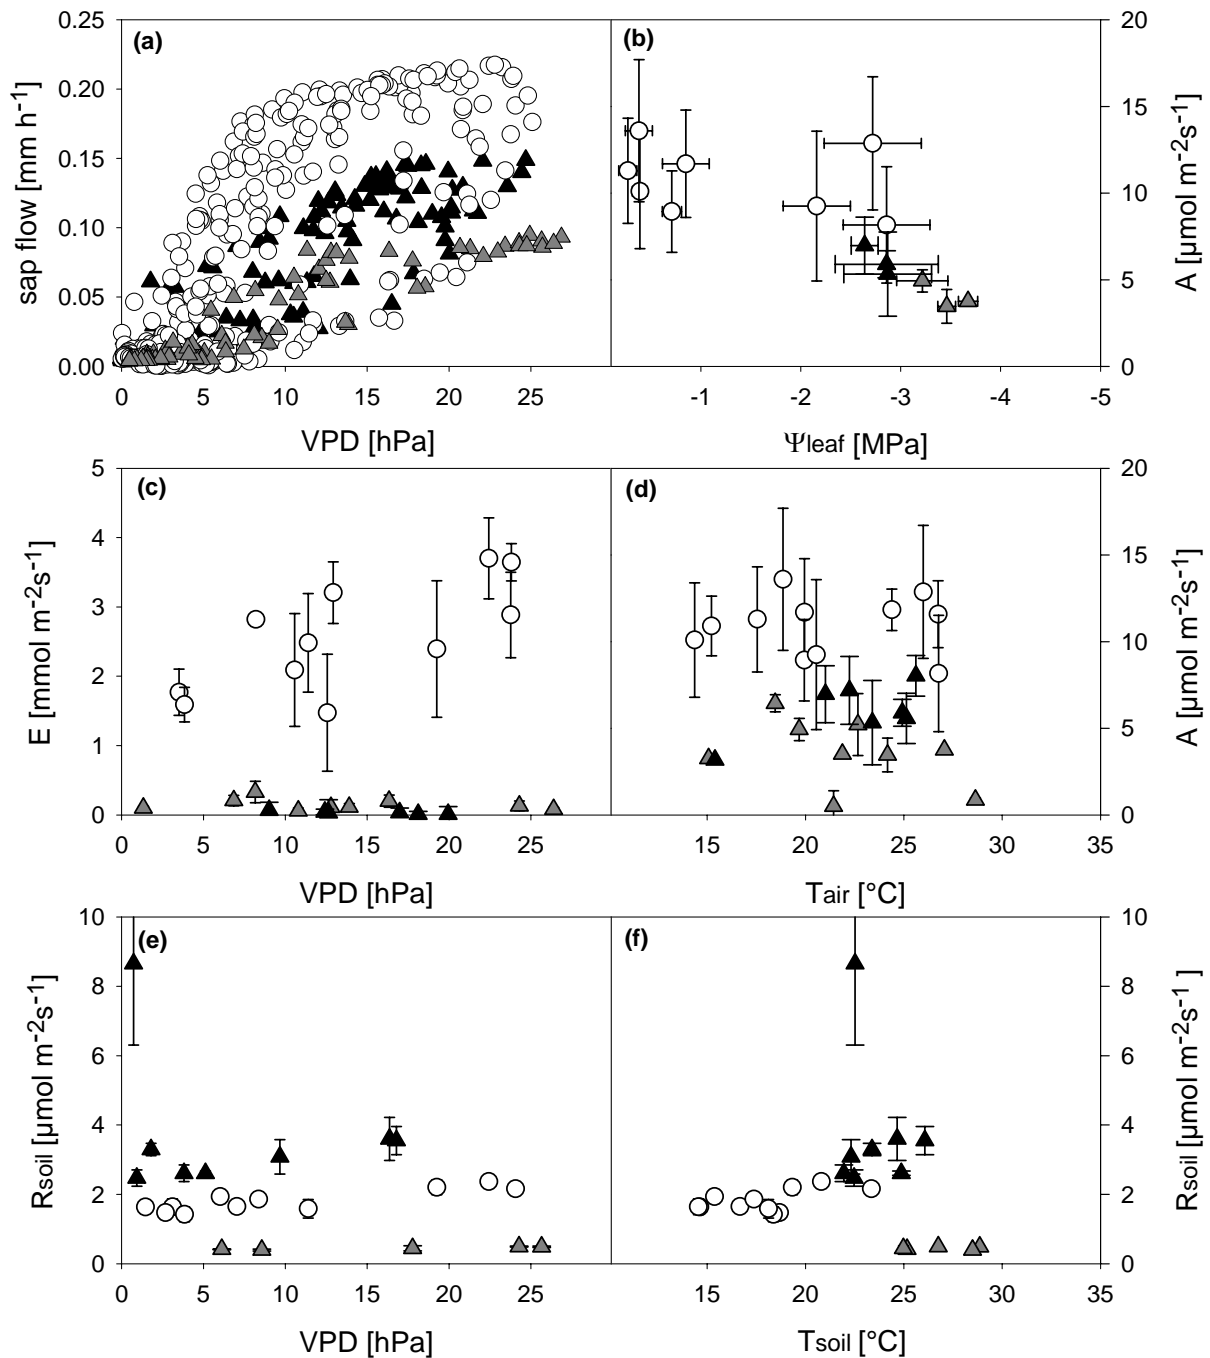 0.25
0.20
0.15
0.10
0.05
0.00
sap flow [mm h-1]
(a)
0 5 10 15 20 25
VPD [hPa]
(b)
20
15
10
5
0
A [µmol m-2s-1]
-1 -2 -3 -4 -5
Ψleaf [MPa]
5
4
3
2
1
0
E [mmol m-2s-1]
(c)
0 5 10 15 20 25
VPD [hPa]
(d)
20
15
10
5
0
A [µmol m-2s-1]
15 20 25 30 35
Tair [°C]
10
8
6
4
2
0
Rsoil [µmol m-2s-1]
(e)
0 5 10 15 20 25
VPD [hPa]
(f)
10
8
6
4
2
0
Rsoil [µmol m-2s-1]
15 20 25 30 35
Tsoil [°C]